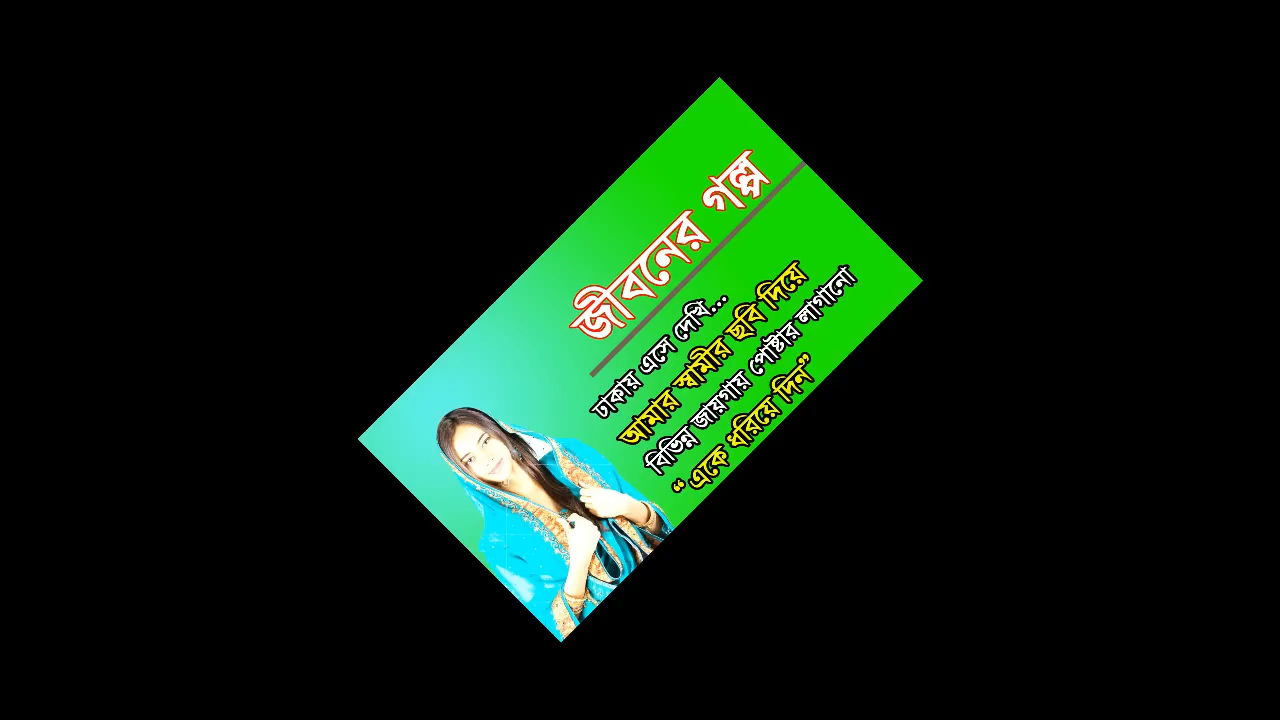 জীবনের গল্প
ঢাকায় এসে দেখি...
আমার স্বামীর ছবি দিয়ে
বিভিন্ন জায়গায় পোষ্টার লাগানো
“একে ধরিয়ে দিন”